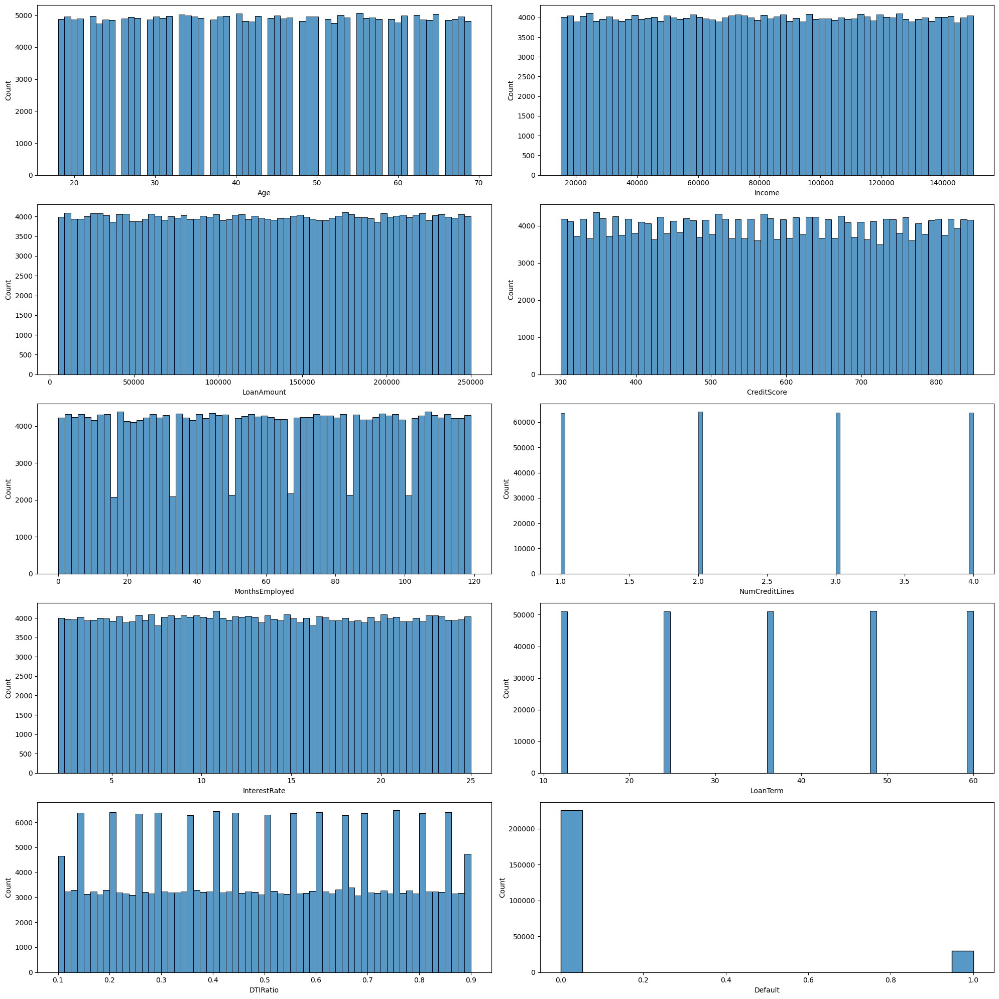 5000
4000
3000
2000
1000
0
Count
20 30 40 50 60 70
Age
4000
3500
3000
2500
2000
1500
1000
500
0
Count
20000 40000 60000 80000 100000 120000 140000
Income
4000
3500
3000
2500
2000
1500
1000
500
0
Count
0 50000 100000 150000 200000 250000
LoanAmount
4000
3000
2000
1000
0
Count
300 400 500 600 700 800
CreditScore
4000
3000
2000
1000
0
Count
0 20 40 60 80 100 120
MonthsEmployed
60000
50000
40000
30000
20000
10000
0
Count
1.0 1.5 2.0 2.5 3.0 3.5 4.0
NumCreditLines
4000
3500
3000
2500
2000
1500
1000
500
0
Count
5 10 15 20 25
InterestRate
50000
40000
30000
20000
10000
0
Count
10 20 30 40 50 60
LoanTerm
6000
5000
4000
3000
2000
1000
0
Count
0.1 0.2 0.3 0.4 0.5 0.6 0.7 0.8 0.9
DTIRatio
200000
150000
100000
50000
0
Count
0.0 0.2 0.4 0.6 0.8 1.0
Default